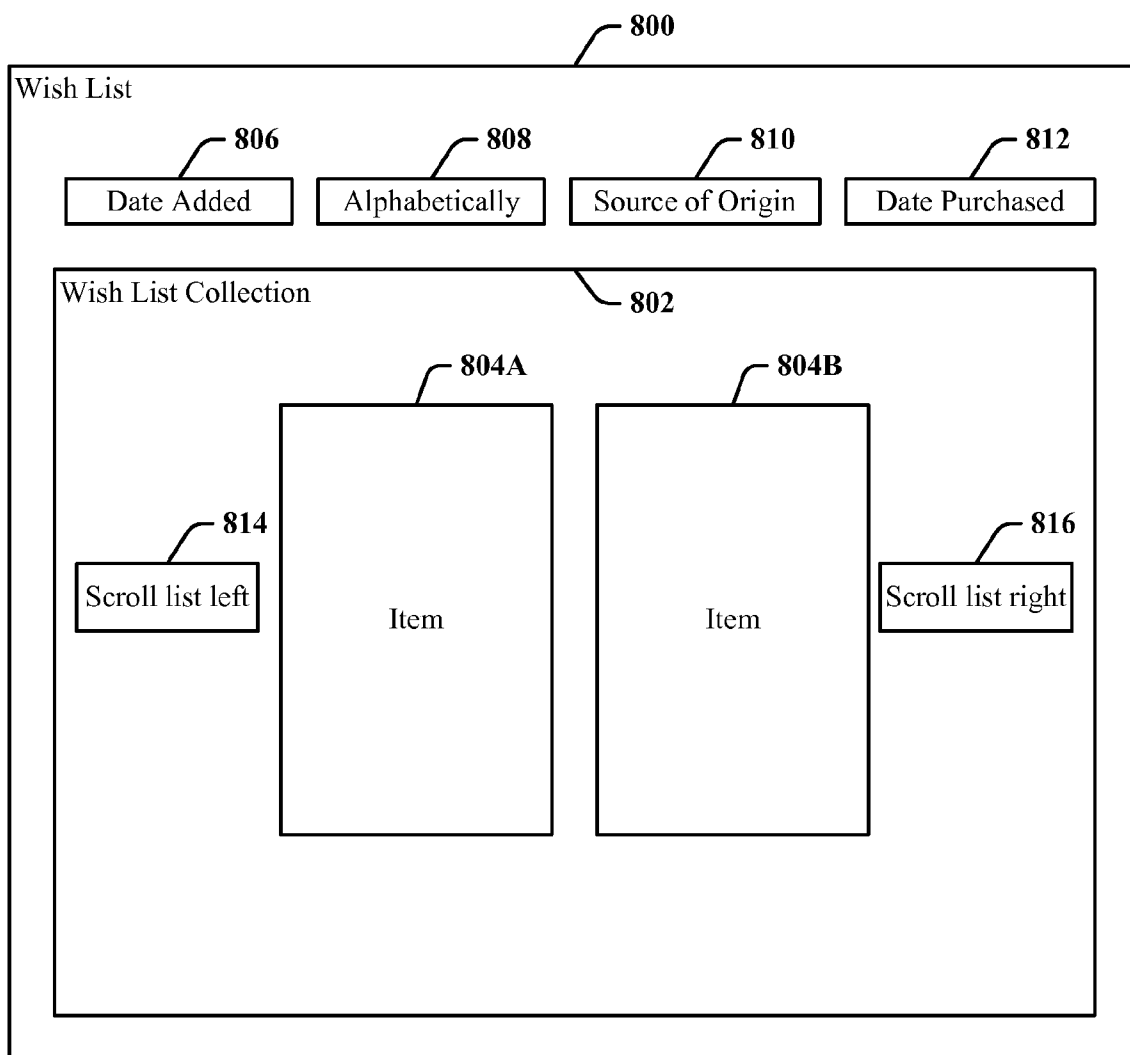 800
Wish List
806
808
810
812
Date Added
Alphabetically
Source of Origin
Date Purchased
Wish List Collection
802
804A
804B
814
816
Scroll list left
Item
Item
Scroll list right